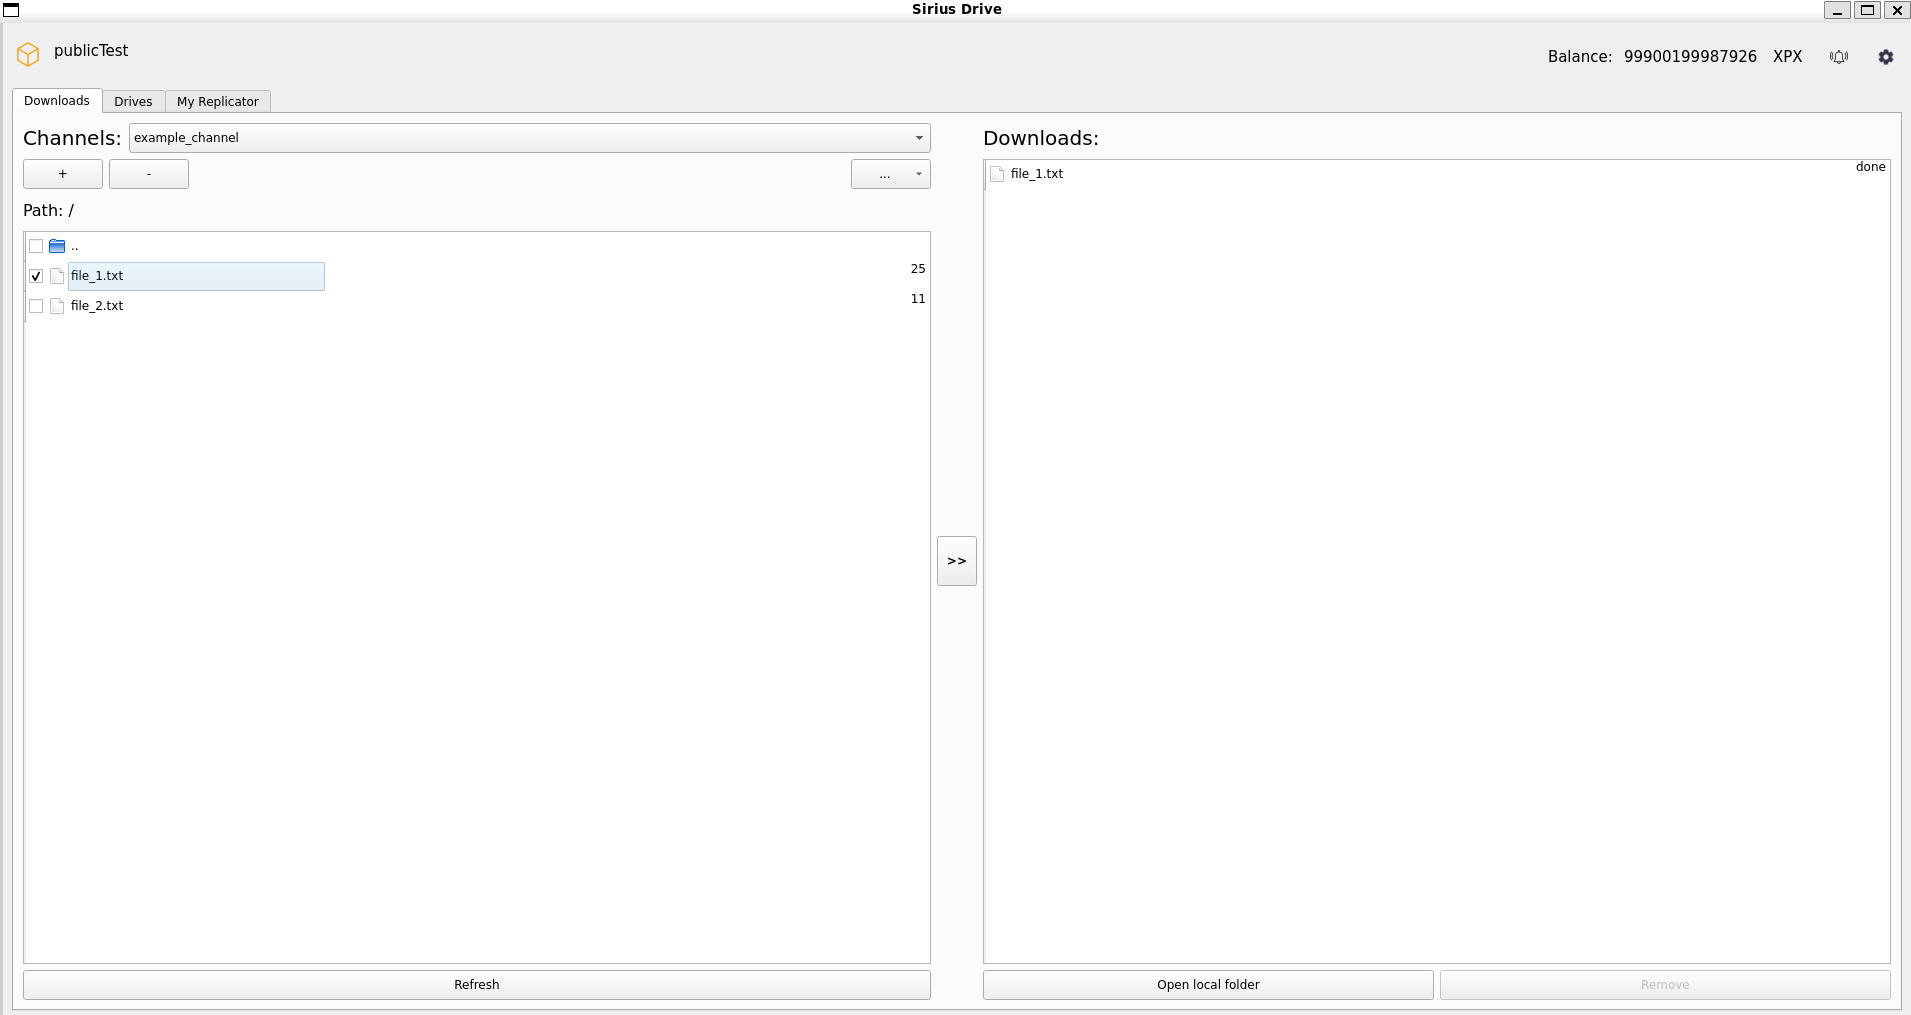 Sirius Drive
publicTest
Balance: 99900199987926 XPX
Downloads Drives My Replicator
Channels: example_channel
+ - ...
Path: /
..
file_1.txt 25
file_2.txt 11
>>
Refresh
Downloads:
file_1.txt done
Open local folder Remove